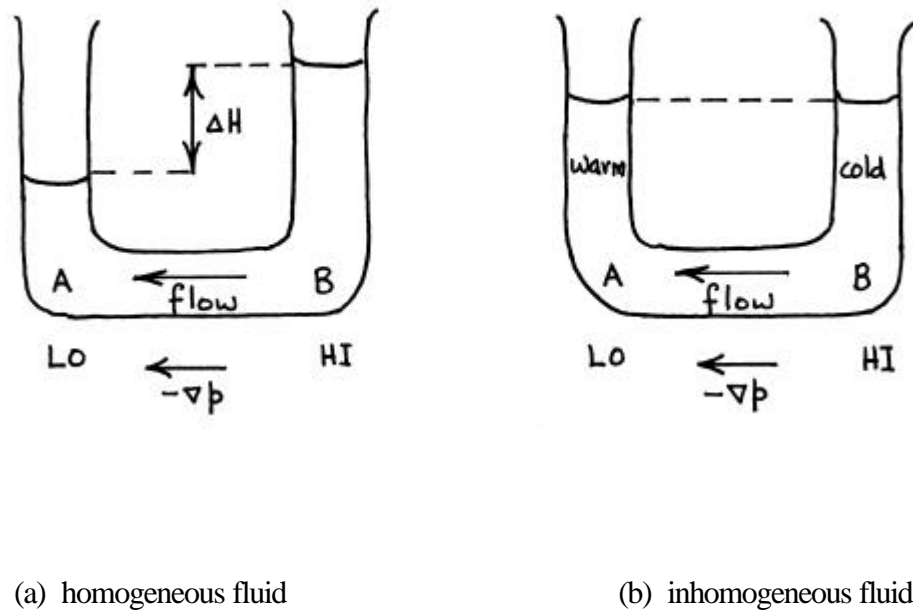 ΔH
A
B
flow
LO
HI
-∇p
warm
cold
A
B
flow
LO
HI
-∇p
(a) homogeneous fluid
(b) inhomogeneous fluid